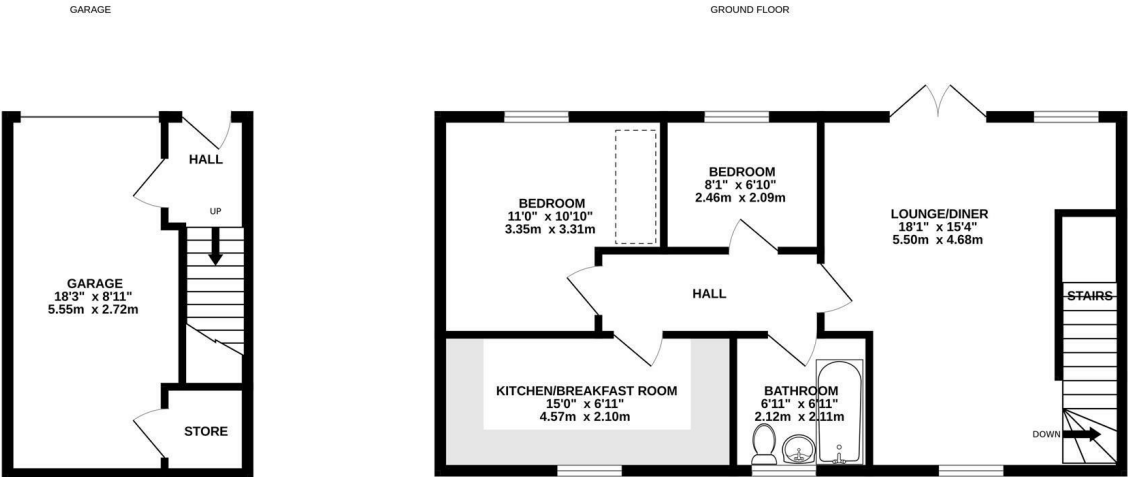 GARAGE
GROUND FLOOR
HALL
UP
GARAGE
18'3" x 8'11"
5.55m x 2.72m
STORE
BEDROOM
11'0" x 10'10"
3.35m x 3.31m
BEDROOM
8'1" x 6'10"
2.46m x 2.09m
LOUNGE/DINER
18'1" x 15'4"
5.50m x 4.68m
HALL
STAIRS
KITCHEN/BREAKFAST ROOM
15'0" x 6'11"
4.57m x 2.10m
BATHROOM
6'11" x 6'11"
2.12m x 2.11m
DOWN